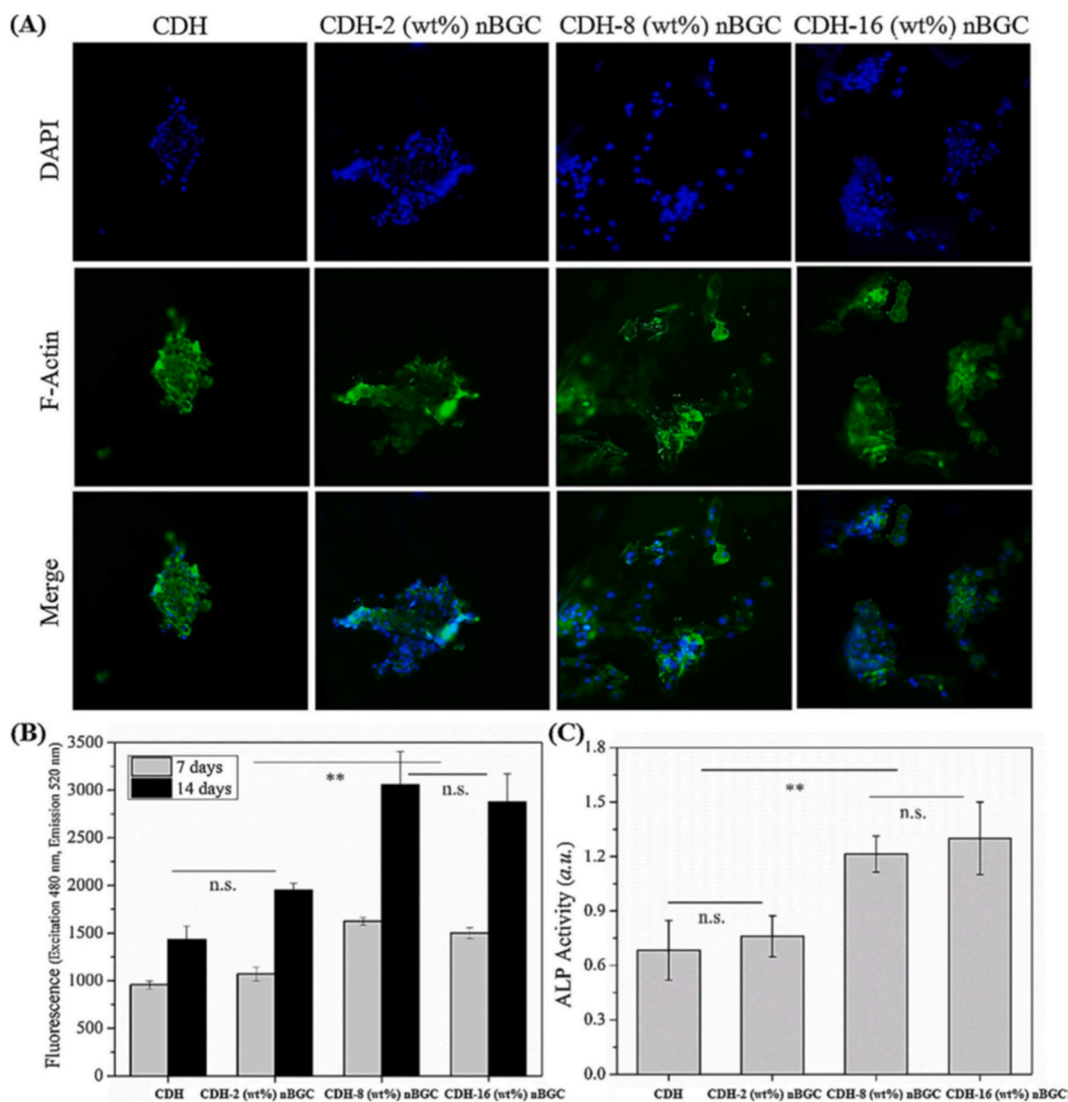 (A)
CDH
CDH-2 (wt%) nBGC
CDH-8 (wt%) nBGC
CDH-16 (wt%) nBGC
DAPI
F-Actin
Merge
(B)
Fluorescence (Excitation 480 nm, Emission 520 nm)
3500
3000
2500
2000
1500
1000
500
0
7 days
14 days
**
n.s.
n.s.
CDH
CDH-2 (wt%) nBGC
CDH-8 (wt%) nBGC
CDH-16 (wt%) nBGC
(C)
ALP Activity (a.u.)
1.8
1.5
1.2
0.9
0.6
0.3
0.0
**
n.s.
n.s.
CDH
CDH-2 (wt%) nBGC
CDH-8 (wt%) nBGC
CDH-16 (wt%) nBGC